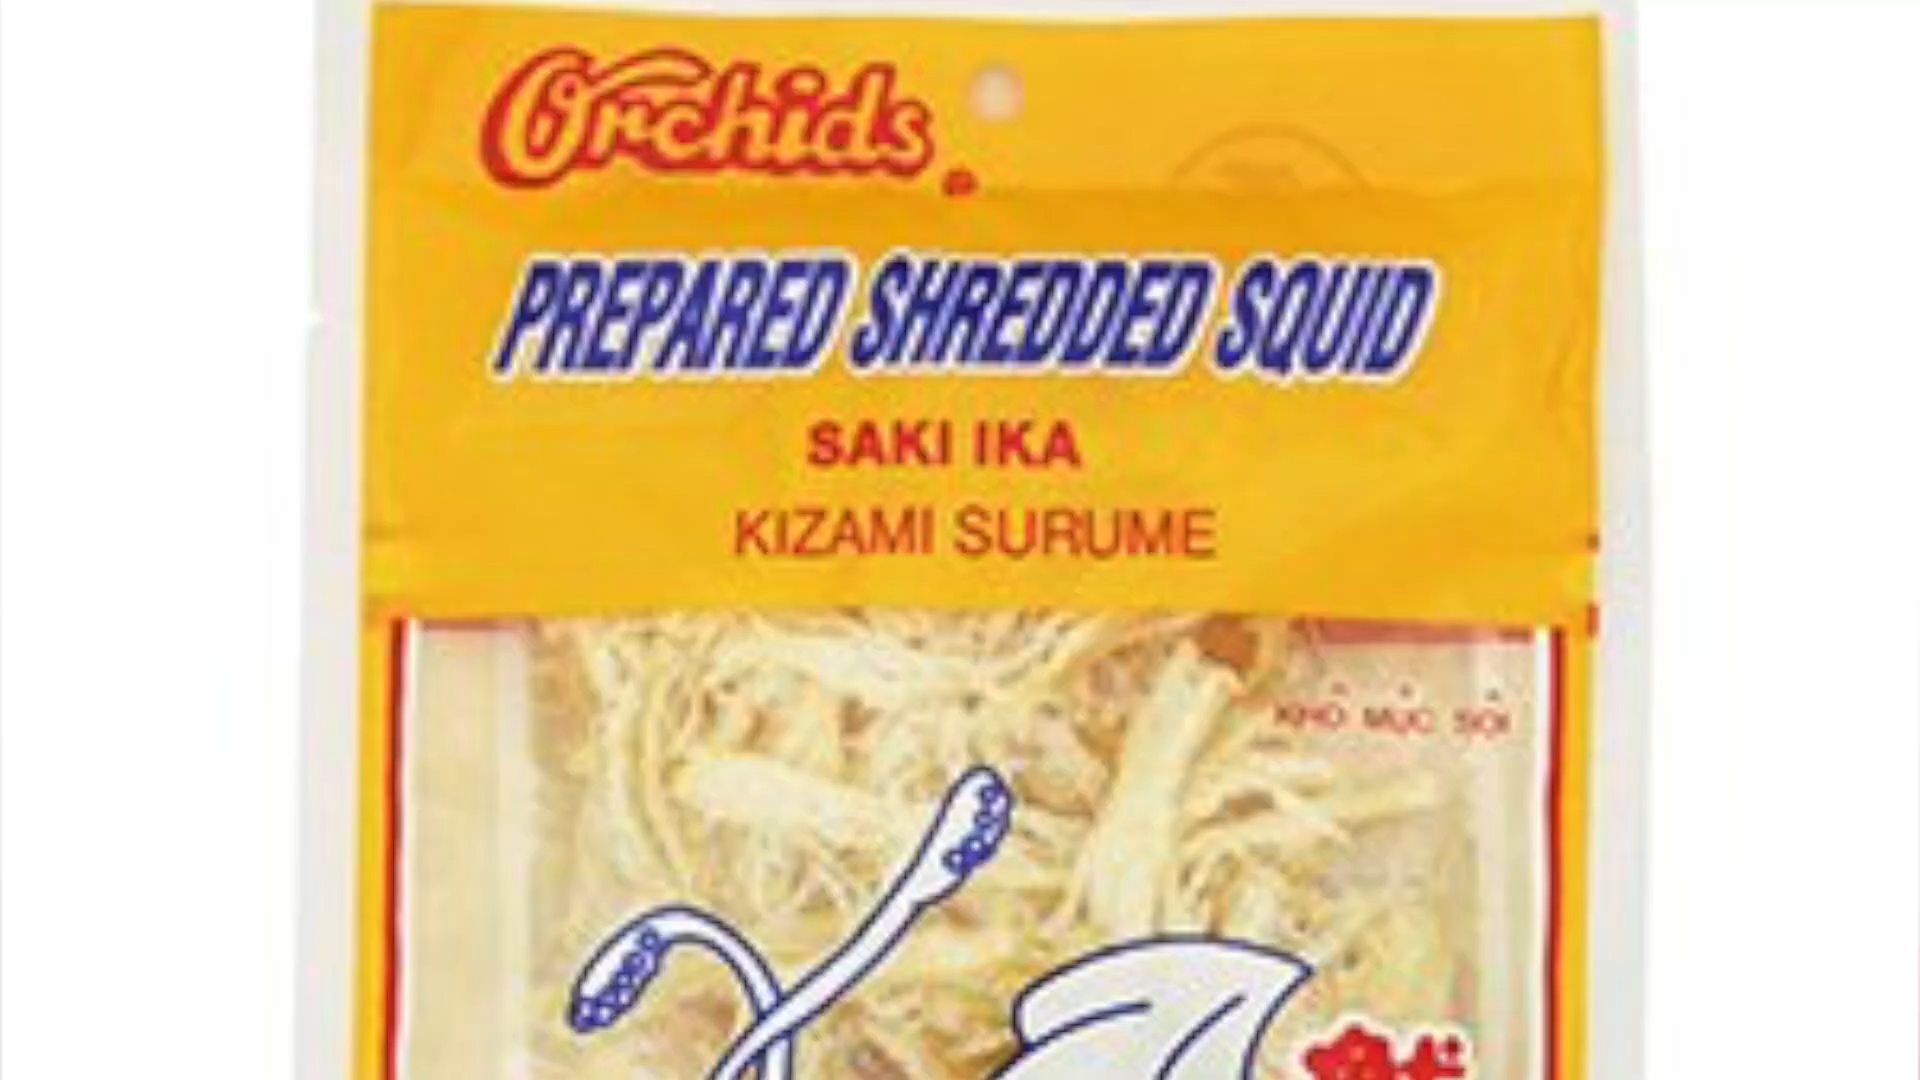 Orchids
PREPARED SHREDDED SQUID
SAKI IKA
KIZAMI SURUME
KHÔ MỰC SỢI